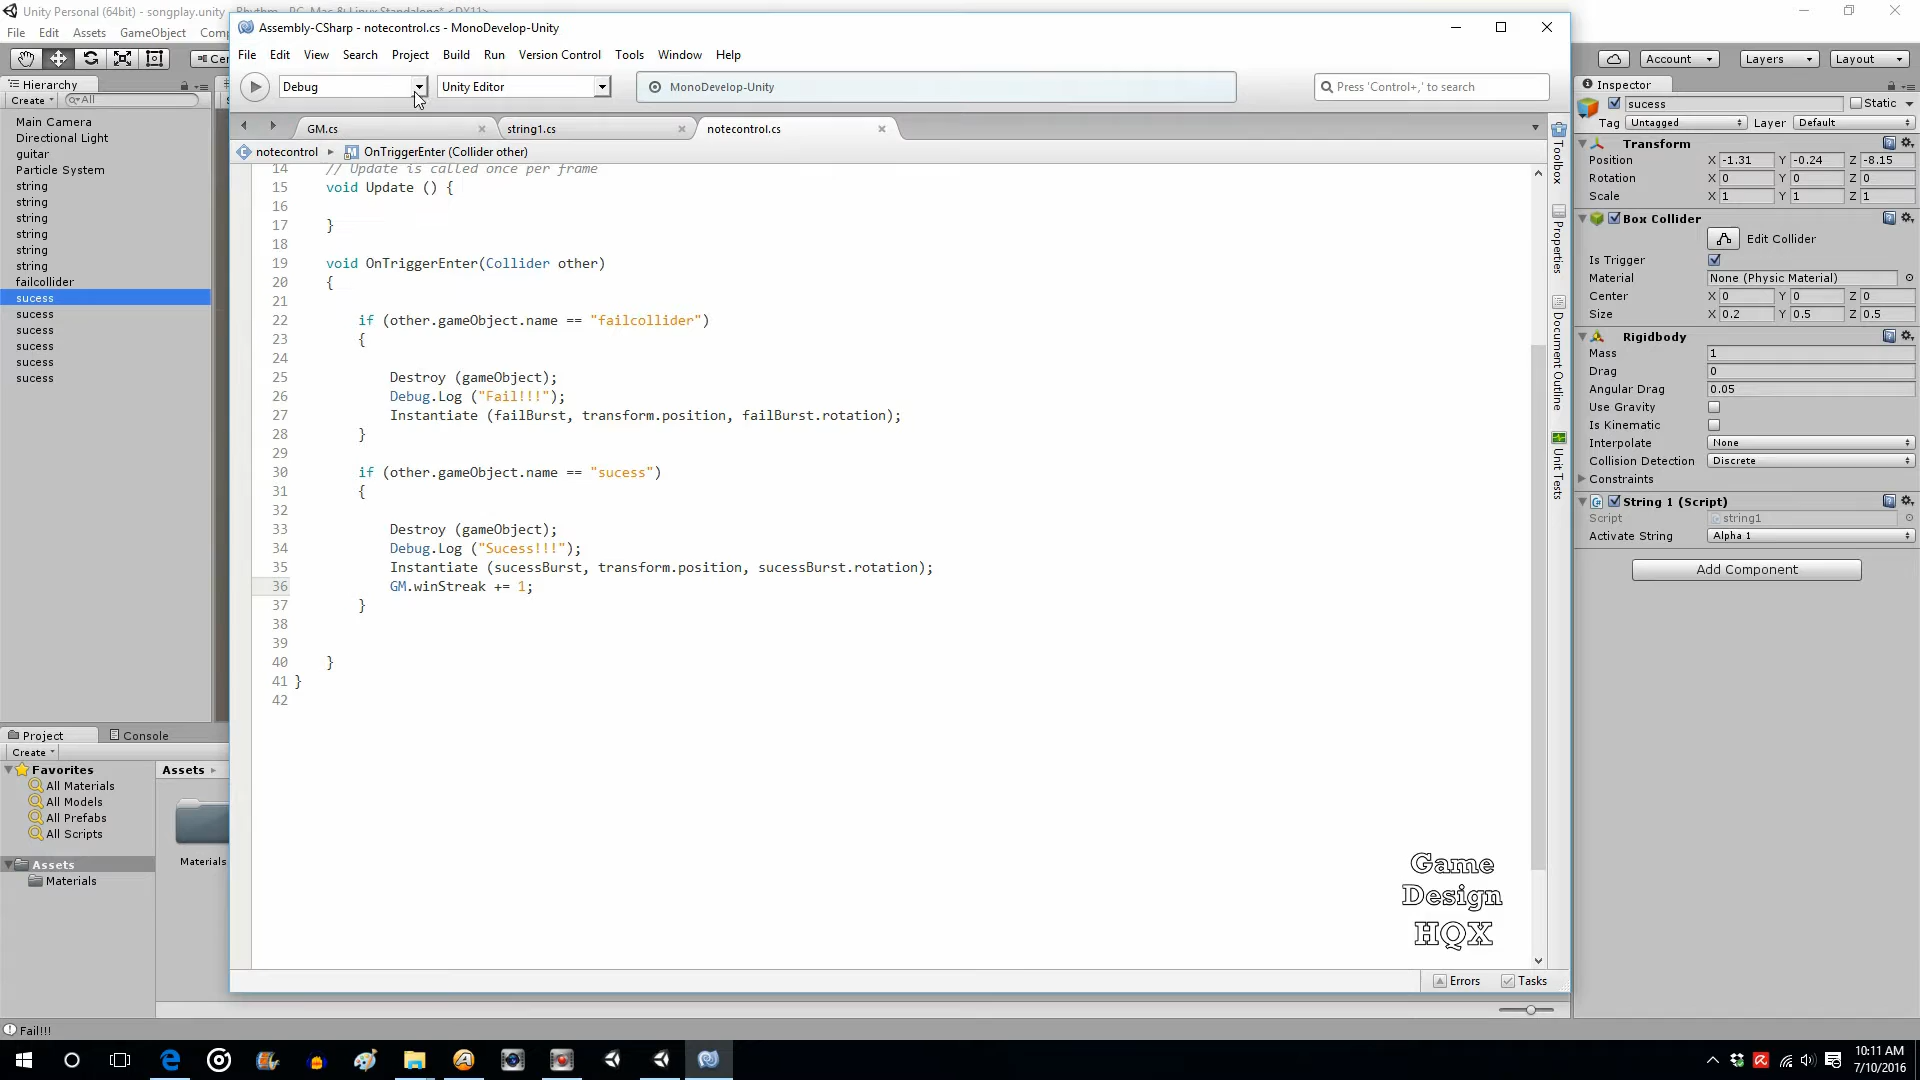 Unity Personal (64bit) - songplay.unity - Rhythm - PC, Mac & Linux Standalone* <DX11>
File Edit Assets GameObject Com
Cen
Account Layers Layout
Hierarchy
Create All
Main Camera
Directional Light
guitar
Particle System
string
string
string
string
string
string
failcollider
sucess
sucess
sucess
sucess
sucess
sucess
Project Console
Create
Favorites
All Materials
All Models
All Prefabs
All Scripts
Assets
Materials
Assets
Materials
Fail!!!
Assembly-CSharp - notecontrol.cs - MonoDevelop-Unity
File Edit View Search Project Build Run Version Control Tools Window Help
Debug Unity Editor MonoDevelop-Unity Press 'Control+,' to search
GM.cs string1.cs notecontrol.cs
notecontrol OnTriggerEnter (Collider other)
14 // Update is called once per frame
15 void Update () {
16
17 }
18
19 void OnTriggerEnter(Collider other)
20 {
21
22 if (other.gameObject.name == "failcollider")
23 {
24
25 Destroy (gameObject);
26 Debug.Log ("Fail!!!");
27 Instantiate (failBurst, transform.position, failBurst.rotation);
28 }
29
30 if (other.gameObject.name == "sucess")
31 {
32
33 Destroy (gameObject);
34 Debug.Log ("Sucess!!!");
35 Instantiate (sucessBurst, transform.position, sucessBurst.rotation);
36 GM.winStreak += 1;
37 }
38
39
40 }
41 }
42
Toolbox
Properties
Document Outline
Unit Tests
Errors Tasks
Game
Design
HQX
Inspector
sucess Static
Tag Untagged Layer Default
Transform
Position X -1.31 Y -0.24 Z -8.15
Rotation X 0 Y 0 Z 0
Scale X 1 Y 1 Z 1
Box Collider
Edit Collider
Is Trigger
Material None (Physic Material)
Center X 0 Y 0 Z 0
Size X 0.2 Y 0.5 Z 0.5
Rigidbody
Mass 1
Drag 0
Angular Drag 0.05
Use Gravity
Is Kinematic
Interpolate None
Collision Detection Discrete
Constraints
String 1 (Script)
Script string1
Activate String Alpha 1
Add Component
10:11 AM
7/10/2016